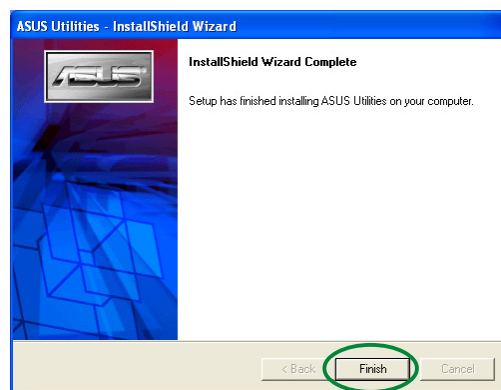 ASUS Utilities - InstallShield Wizard
ASUS
InstallShield Wizard Complete
Setup has finished installing ASUS Utilities on your computer.
< Back
Finish
Cancel